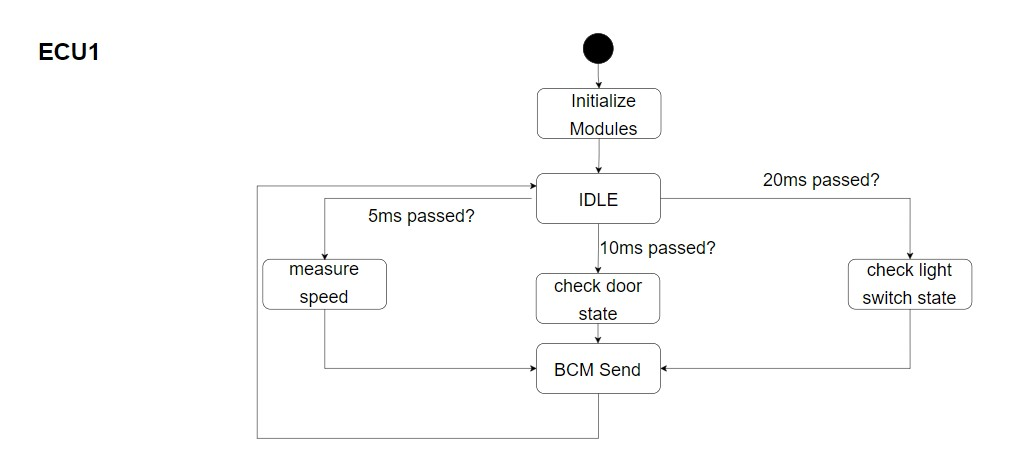 ECU1
Initialize
Modules
IDLE
20ms passed?
5ms passed?
10ms passed?
measure
speed
check door
state
check light
switch state
BCM Send